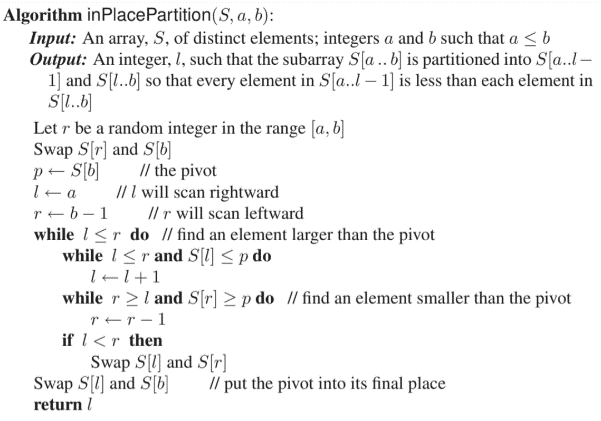 Algorithm inPlacePartition(S, a, b):
Input: An array, S, of distinct elements; integers a and b such that a ≤ b
Output: An integer, l, such that the subarray S[a .. b] is partitioned into S[a..l −
1] and S[l..b] so that every element in S[a..l − 1] is less than each element in
S[l..b]
Let r be a random integer in the range [a, b]
Swap S[r] and S[b]
p ← S[b] // the pivot
l ← a // l will scan rightward
r ← b − 1 // r will scan leftward
while l ≤ r do // find an element larger than the pivot
while l ≤ r and S[l] ≤ p do
l ← l + 1
while r ≥ l and S[r] ≥ p do // find an element smaller than the pivot
r ← r − 1
if l < r then
Swap S[l] and S[r]
Swap S[l] and S[b] // put the pivot into its final place
return l